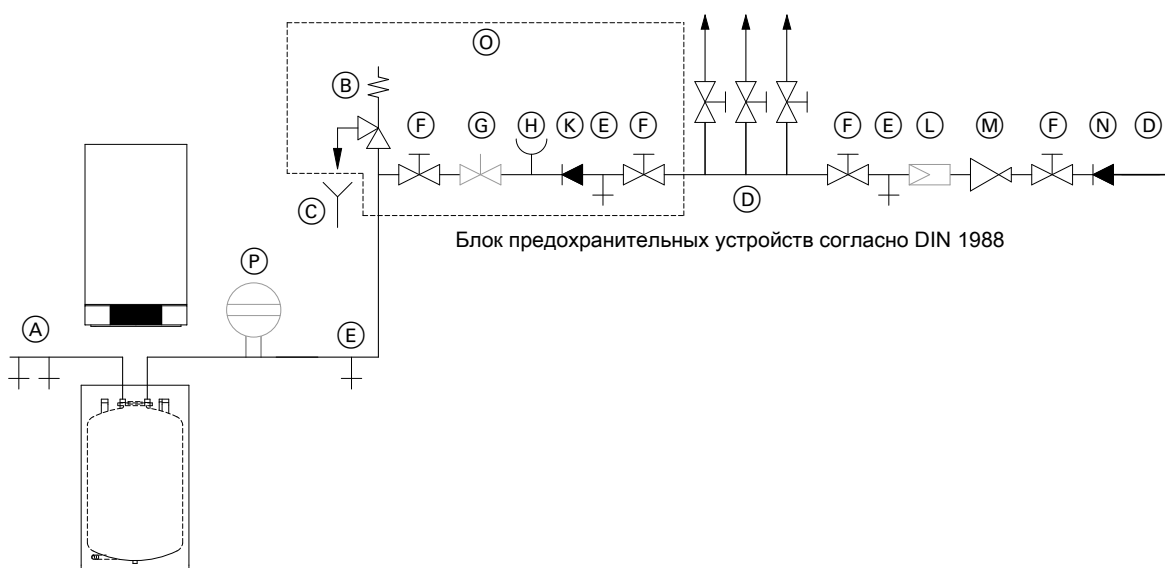 O
B
F G H K E F
F E L M F N D
C
D
Блок предохранительных устройств согласно DIN 1988
P
A
E